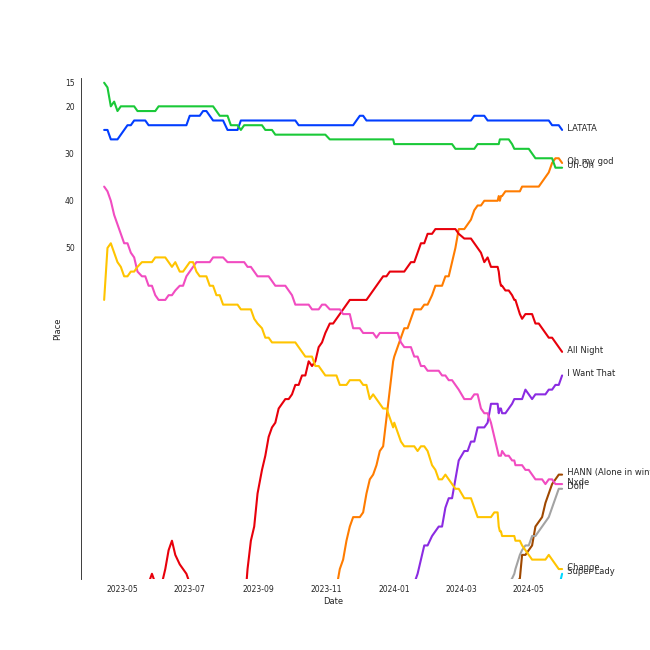 15
20
30
40
50
Place
LATATA
Oh my god
Uh-Oh
All Night
I Want That
HANN (Alone in win
Nxde
Doll
Change
Super Lady
2023-05
2023-07
2023-09
2023-11
2024-01
2024-03
2024-05
Date